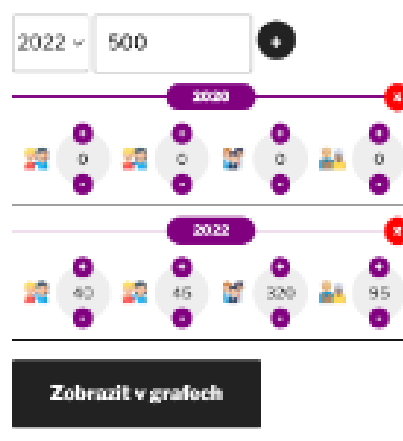 2022 500 +
2020 x
+ + + +
0 0 0 0
- - - -
2022 x
+ + + +
40 45 320 95
- - - -
Zobrazit v grafech